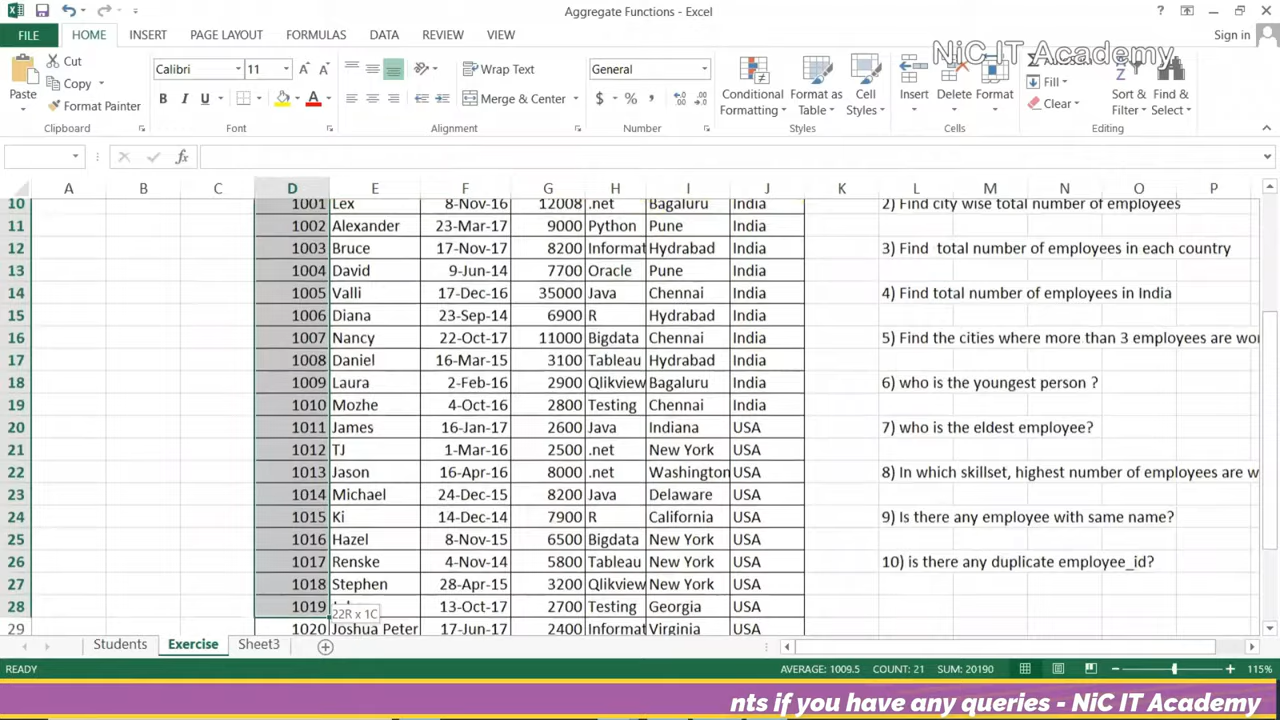 Aggregate Functions - Excel
?
FILE HOME INSERT PAGE LAYOUT FORMULAS DATA REVIEW VIEW Sign in
NiC IT Academy
Paste Cut Copy Format Painter
Calibri 11
B I U A
Wrap Text
Merge & Center
General
$ % ,
Conditional Formatting Format as Table Cell Styles
Insert Delete Format
Fill
Clear
Sort & Filter Find & Select
Clipboard Font Alignment Number Styles Cells Editing
fx
A B C D E F G H I J K L M N O P
10 1001 Lex 8-Nov-16 12008 .net Bagaluru India 2) Find city wise total number of employees
11 1002 Alexander 23-Mar-17 9000 Python Pune India
12 1003 Bruce 17-Nov-17 8200 Informat Hydrabad India 3) Find total number of employees in each country
13 1004 David 9-Jun-14 7700 Oracle Pune India
14 1005 Valli 17-Dec-16 35000 Java Chennai India 4) Find total number of employees in India
15 1006 Diana 23-Sep-14 6900 R Hydrabad India
16 1007 Nancy 22-Oct-17 11000 Bigdata Chennai India 5) Find the cities where more than 3 employees are wo
17 1008 Daniel 16-Mar-15 3100 Tableau Hydrabad India
18 1009 Laura 2-Feb-16 2900 Qlikview Bagaluru India 6) who is the youngest person ?
19 1010 Mozhe 4-Oct-16 2800 Testing Chennai India
20 1011 James 16-Jan-17 2600 Java Indiana USA 7) who is the eldest employee?
21 1012 TJ 1-Mar-16 2500 .net New York USA
22 1013 Jason 16-Apr-16 8000 .net Washington USA 8) In which skillset, highest number of employees are w
23 1014 Michael 24-Dec-15 8200 Java Delaware USA
24 1015 Ki 14-Dec-14 7900 R California USA 9) Is there any employee with same name?
25 1016 Hazel 8-Nov-15 6500 Bigdata New York USA
26 1017 Renske 4-Nov-14 5800 Tableau New York USA 10) is there any duplicate employee_id?
27 1018 Stephen 28-Apr-15 3200 Qlikview New York USA
28 1019 22R x 1C 13-Oct-17 2700 Testing Georgia USA
29 1020 Joshua Peter 17-Jun-17 2400 Informat Virginia USA
Students Exercise Sheet3
READY AVERAGE: 1009.5 COUNT: 21 SUM: 20190 115%
nts if you have any queries - NiC IT Academy